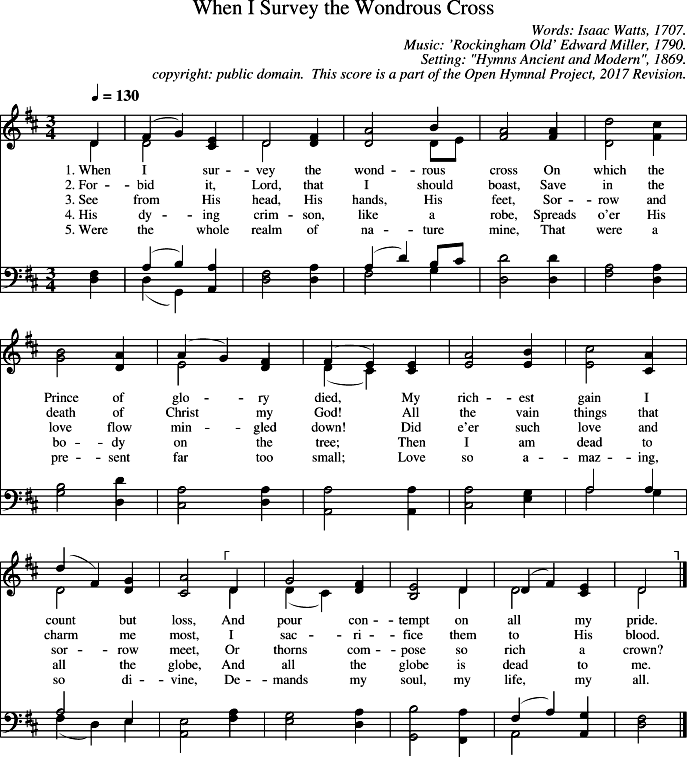 When I Survey the Wondrous Cross
Words: Isaac Watts, 1707.
Music: 'Rockingham Old' Edward Miller, 1790.
Setting: "Hymns Ancient and Modern", 1869.
copyright: public domain. This score is a part of the Open Hymnal Project, 2017 Revision.
♩ = 130
3/4
1. When I sur - - vey the wond - - rous cross On which the
2. For - - bid it, Lord, that I should boast, Save in the
3. See from His head, His hands, His feet, Sor - - row and
4. His dy - - ing crim - - son, like a robe, Spreads o'er His
5. Were the whole realm of na - - ture mine, That were a
3/4
Prince of glo - - ry died, My rich - - est gain I
death of Christ my God! All the vain things that
love flow min - - gled down! Did e'er such love and
bo - - dy on the tree; Then I am dead to
pre - - sent far too small; Love so a - - maz - - ing,
count but loss, And pour con - - tempt on all my pride.
charm me most, I sac - - ri - - fice them to His blood.
sor - - row meet, Or thorns com - - pose so rich a crown?
all the globe, And all the globe is dead to me.
so di - - vine, De - - mands my soul, my life, my all.